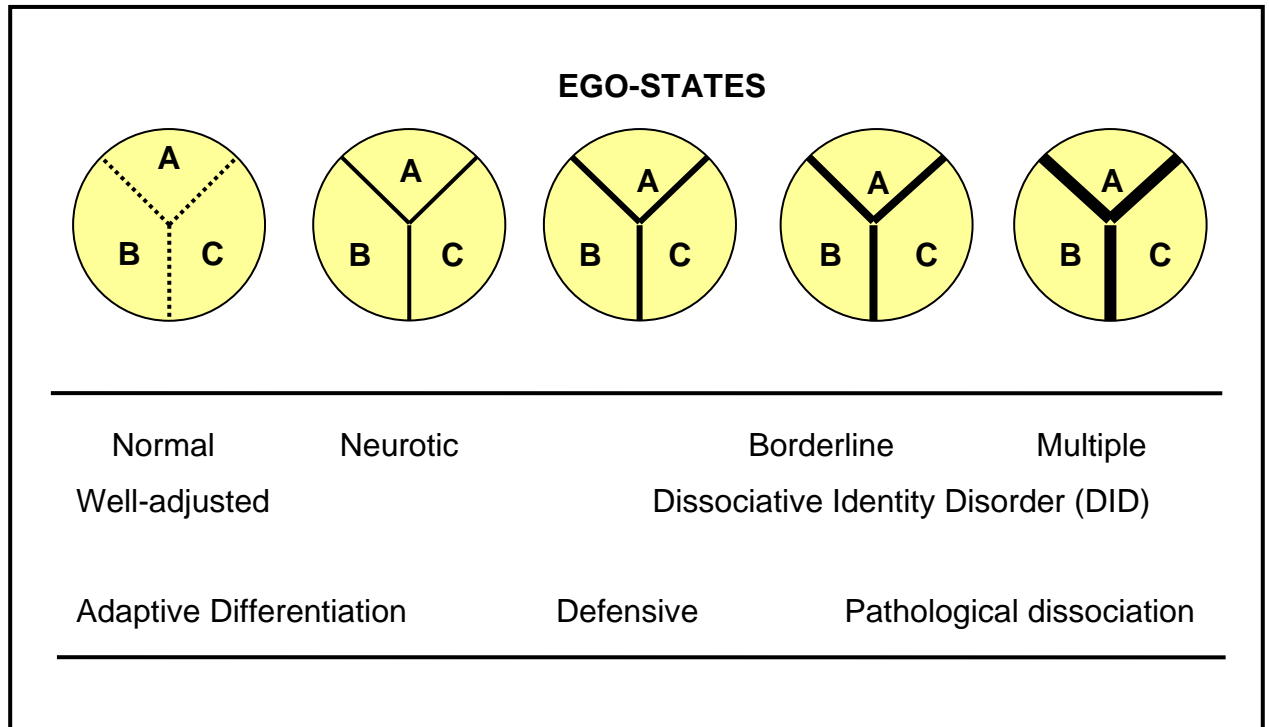 EGO-STATES
A A A A A
B C B C B C B C B C
Normal Neurotic Borderline Multiple
Well-adjusted Dissociative Identity Disorder (DID)
Adaptive Differentiation Defensive Pathological dissociation